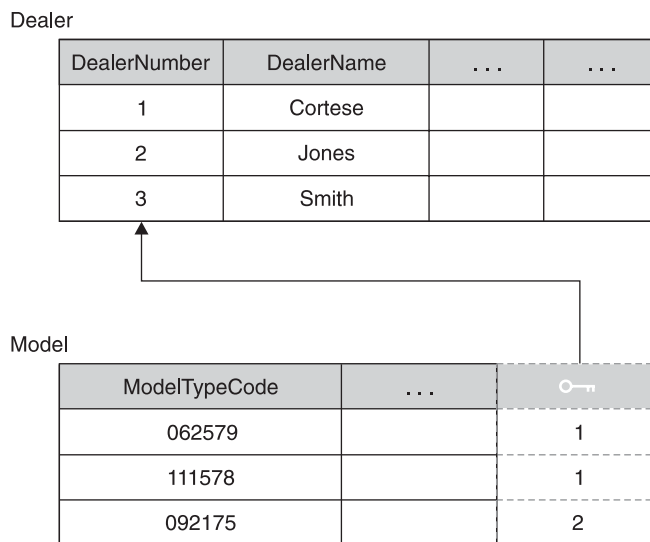 Dealer
DealerNumber DealerName ... ...
1 Cortese
2 Jones
3 Smith
Model
ModelTypeCode ...
062579 1
111578 1
092175 2